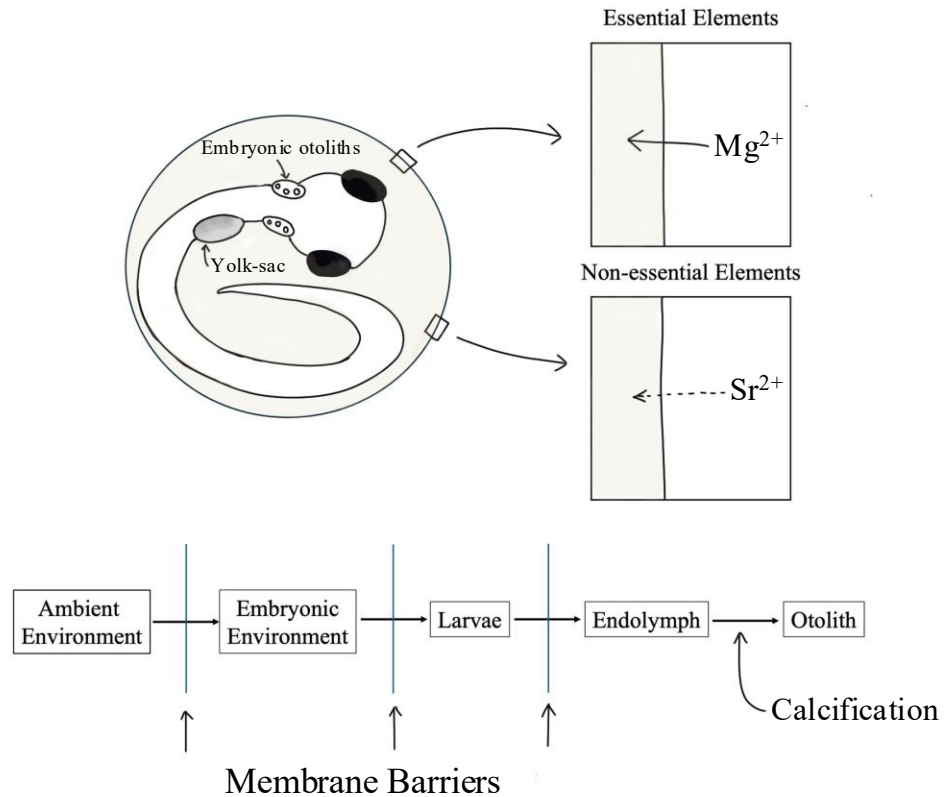 Essential Elements
Mg²⁺
Embryonic otoliths
Yolk-sac
Non-essential Elements
Sr²⁺
Ambient
Environment
Embryonic
Environment
Larvae
Endolymph
Otolith
Calcification
Membrane Barriers